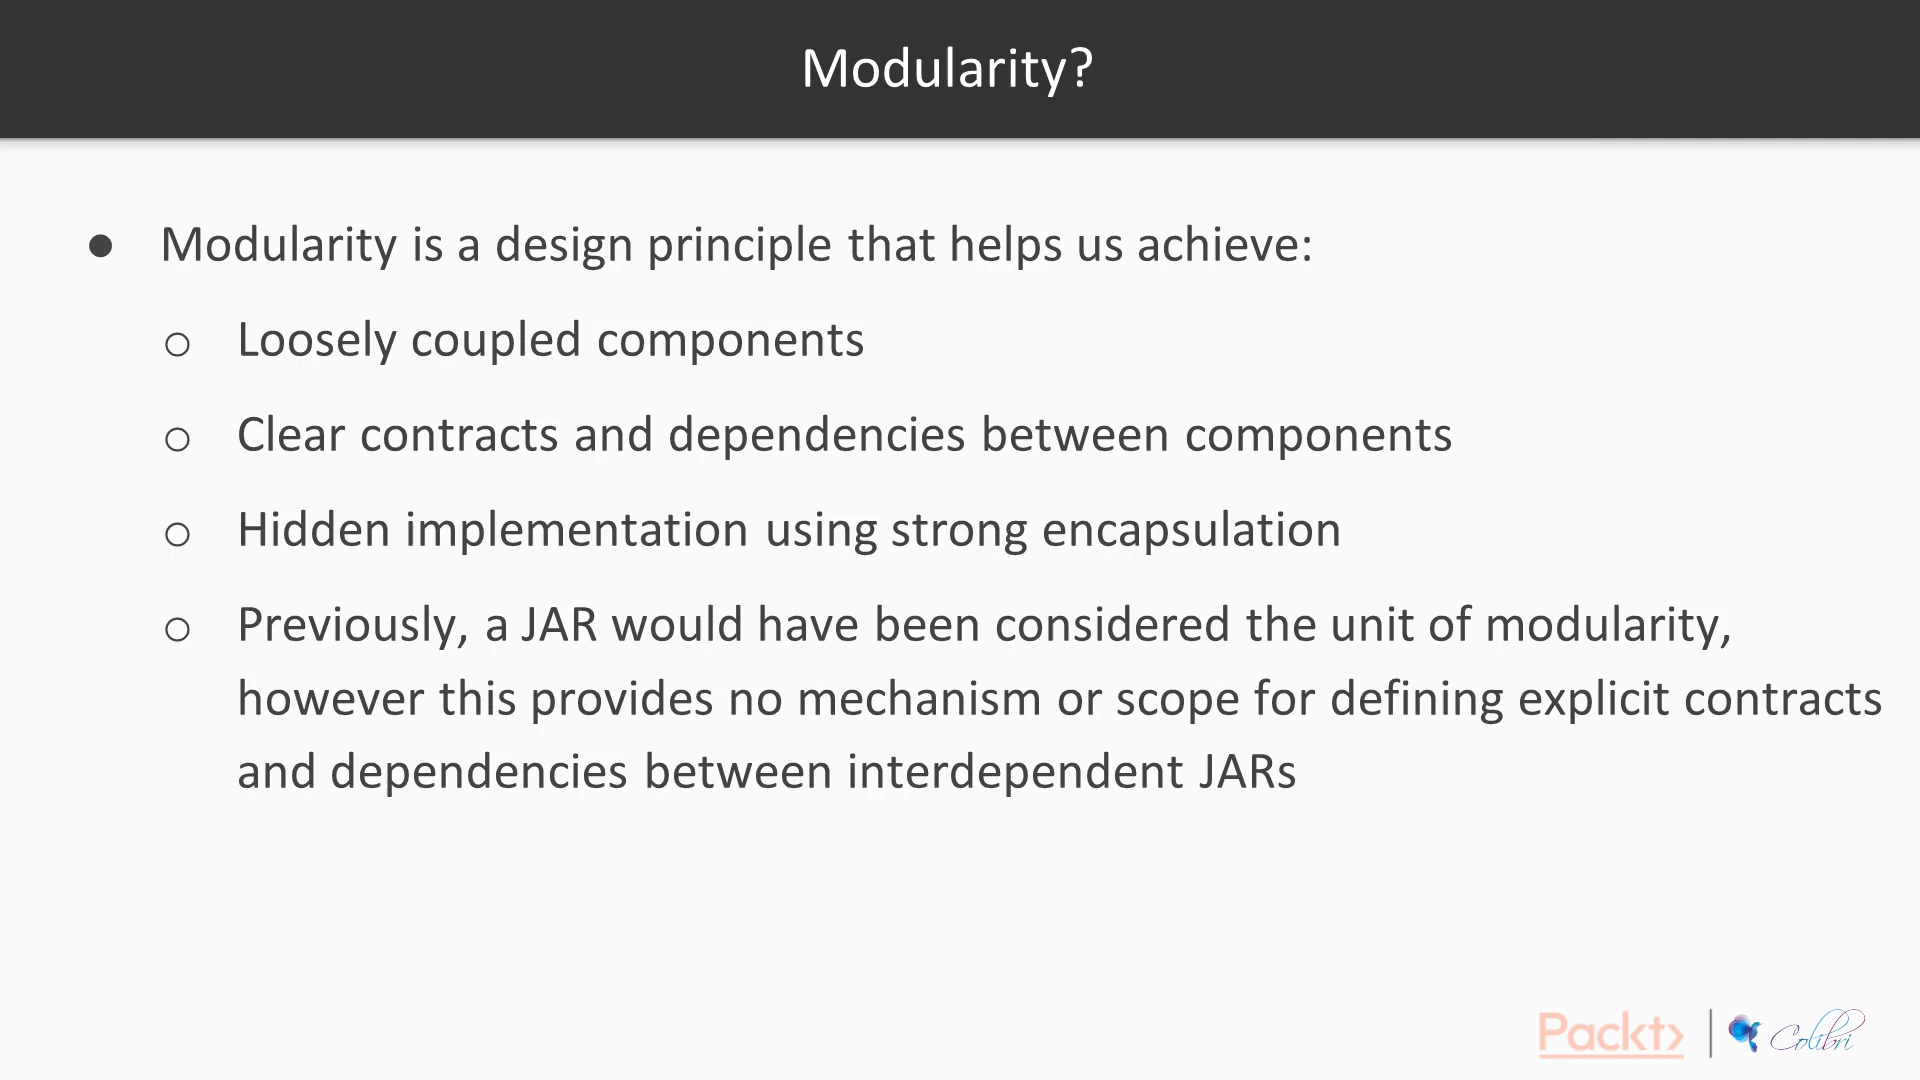 Modularity?
● Modularity is a design principle that helps us achieve:
○ Loosely coupled components
○ Clear contracts and dependencies between components
○ Hidden implementation using strong encapsulation
○ Previously, a JAR would have been considered the unit of modularity,
however this provides no mechanism or scope for defining explicit contracts
and dependencies between interdependent JARs
Packt> | Colibri